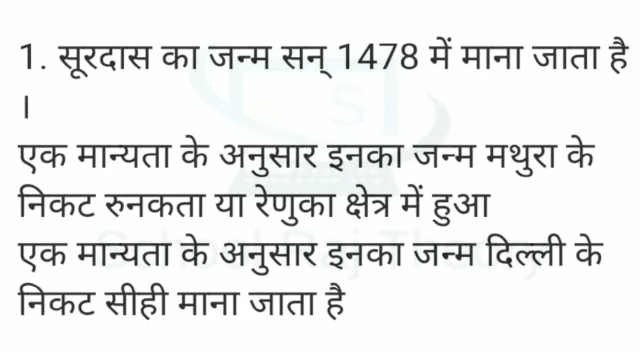 1. सूरदास का जन्म सन् 1478 में माना जाता है
।
एक मान्यता के अनुसार इनका जन्म मथुरा के
निकट रुनकता या रेणुका क्षेत्र में हुआ
एक मान्यता के अनुसार इनका जन्म दिल्ली के
निकट सीही माना जाता है